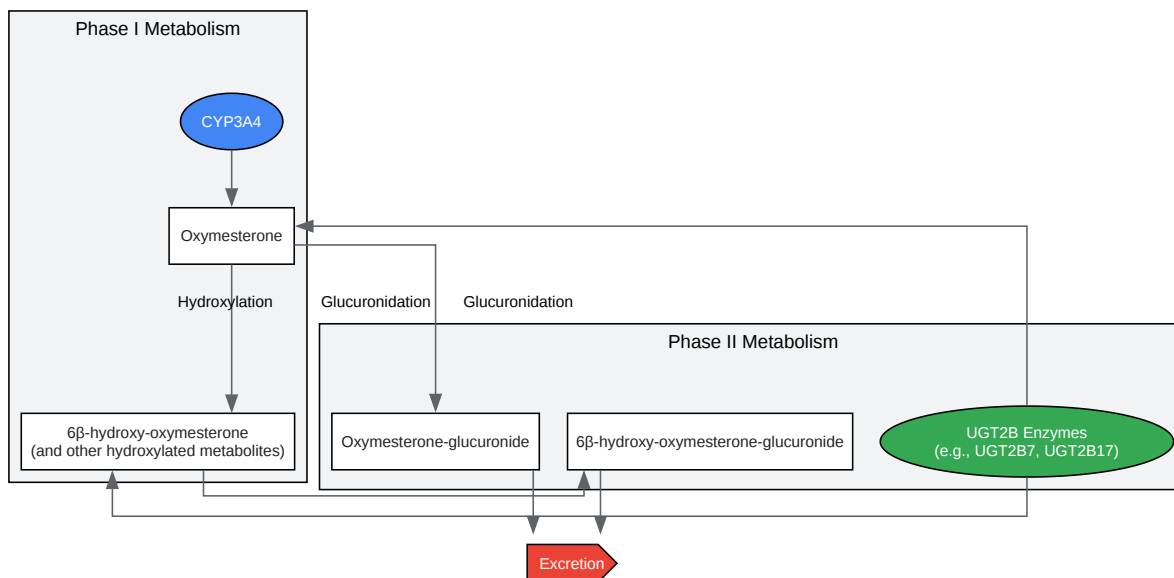 Phase I Metabolism
CYP3A4
Oxymesterone
Hydroxylation
Glucuronidation
Glucuronidation
Phase II Metabolism
6β-hydroxy-oxymesterone
(and other hydroxylated metabolites)
Oxymesterone-glucuronide
6β-hydroxy-oxymesterone-glucuronide
UGT2B Enzymes
(e.g., UGT2B7, UGT2B17)
Excretion